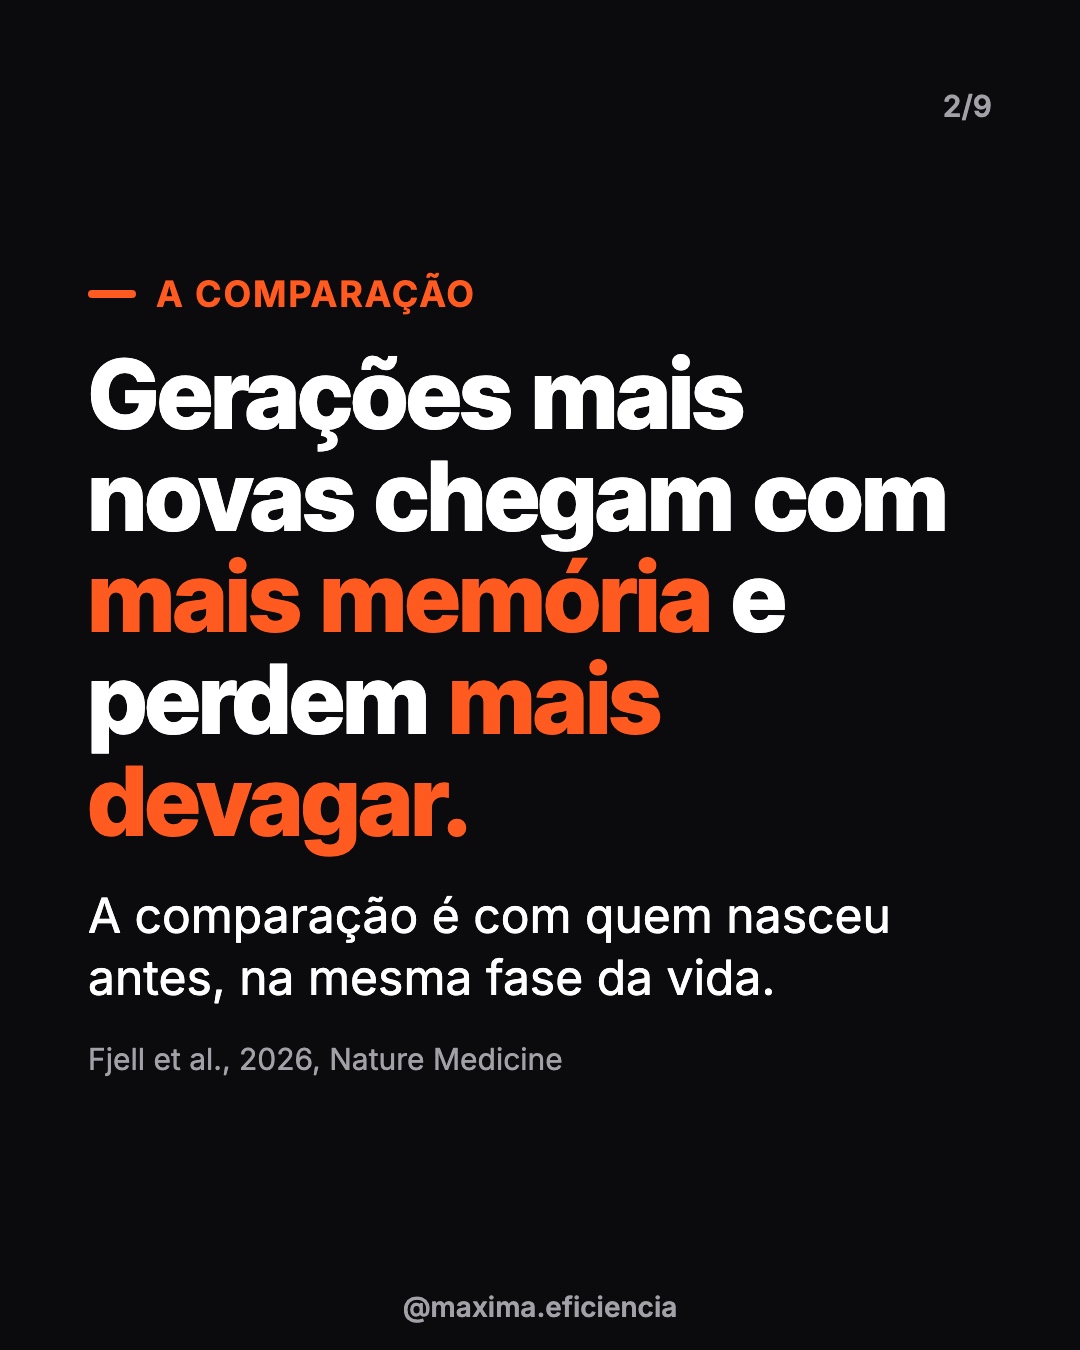 2/9
A COMPARAÇÃO
Gerações mais
novas chegam com
mais memória e
perdem mais
devagar.
A comparação é com quem nasceu
antes, na mesma fase da vida.
Fjell et al., 2026, Nature Medicine
@maxima.eficiencia